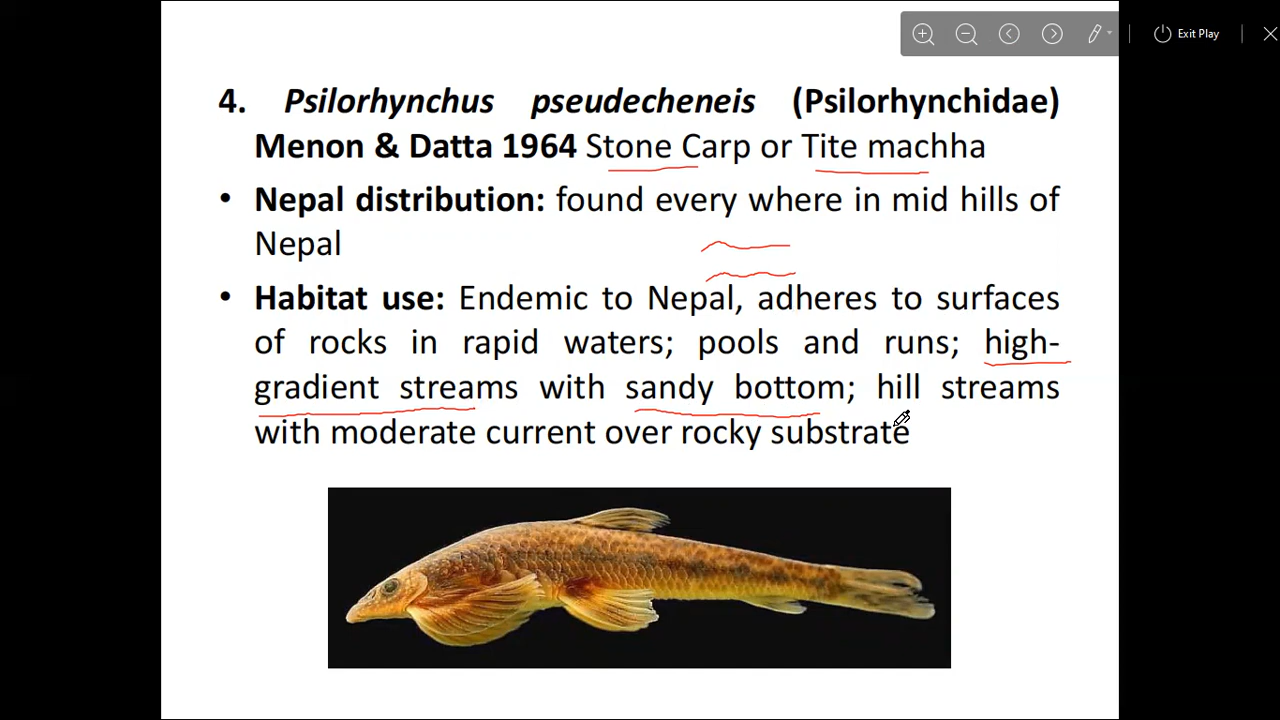 Exit Play
4. Psilorhynchus pseudecheneis (Psilorhynchidae)
Menon & Datta 1964 Stone Carp or Tite machha
• Nepal distribution: found every where in mid hills of
Nepal
• Habitat use: Endemic to Nepal, adheres to surfaces
of rocks in rapid waters; pools and runs; high-
gradient streams with sandy bottom; hill streams
with moderate current over rocky substrate